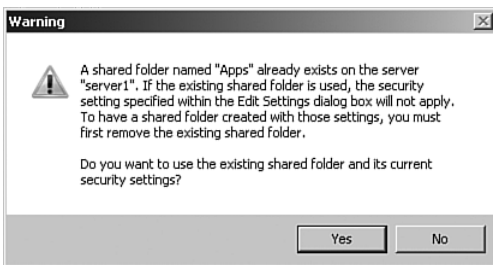 Warning
A shared folder named "Apps" already exists on the server
"server1". If the existing shared folder is used, the security
setting specified within the Edit Settings dialog box will not apply.
To have a shared folder created with those settings, you must
first remove the existing shared folder.
Do you want to use the existing shared folder and its current
security settings?
Yes No